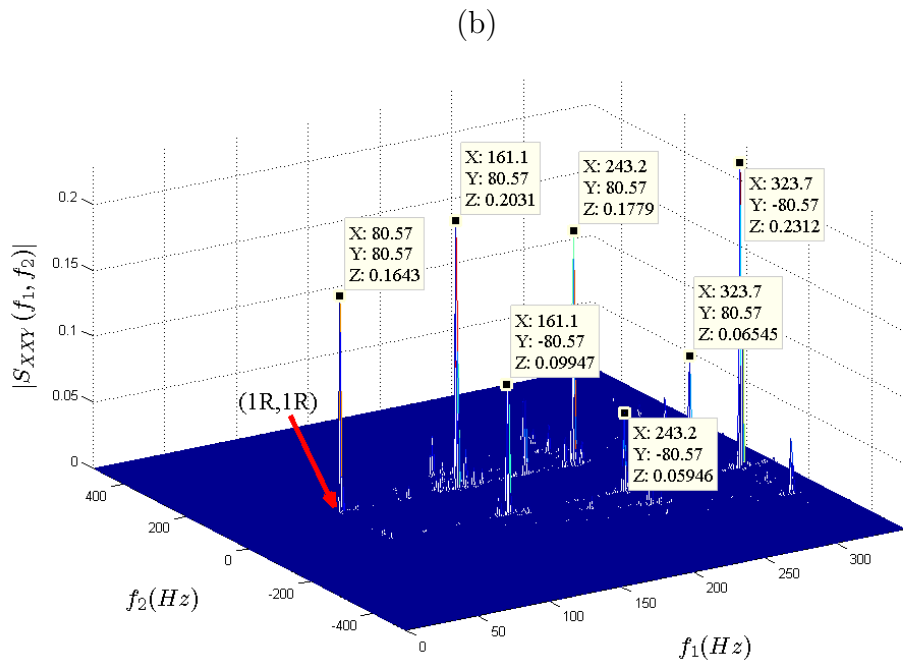 (b)
X: 161.1
Y: 80.57
Z: 0.2031
X: 243.2
Y: 80.57
Z: 0.1779
X: 323.7
Y: -80.57
Z: 0.2312
X: 80.57
Y: 80.57
Z: 0.1643
X: 323.7
Y: 80.57
Z: 0.06545
X: 161.1
Y: -80.57
Z: 0.09947
X: 243.2
Y: -80.57
Z: 0.05946
(1R,1R)
|S_{XXY}(f_1, f_2)|
0.2
0.15
0.1
0.05
0
400
200
0
-200
-400
f_2(Hz)
0
50
100
150
200
250
300
f_1(Hz)